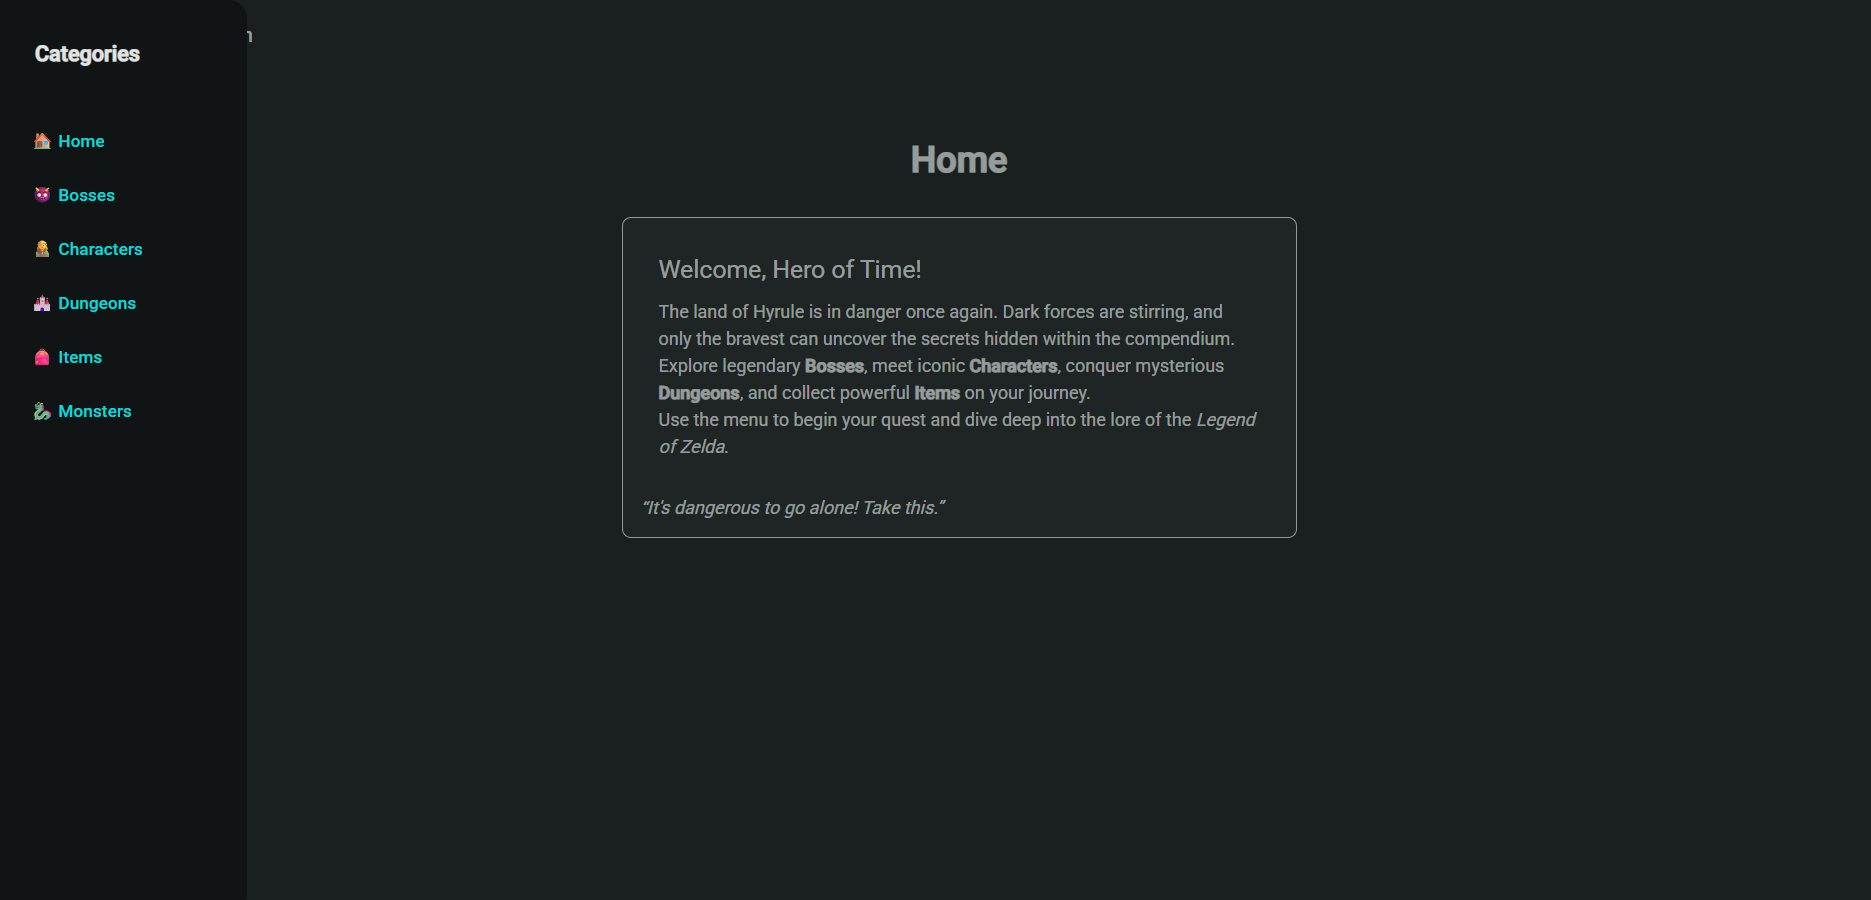 Categories
Home
Bosses
Characters
Dungeons
Items
Monsters
Home
Welcome, Hero of Time!
The land of Hyrule is in danger once again. Dark forces are stirring, and
only the bravest can uncover the secrets hidden within the compendium.
Explore legendary Bosses, meet iconic Characters, conquer mysterious
Dungeons, and collect powerful Items on your journey.
Use the menu to begin your quest and dive deep into the lore of the Legend
of Zelda.
“It's dangerous to go alone! Take this.”